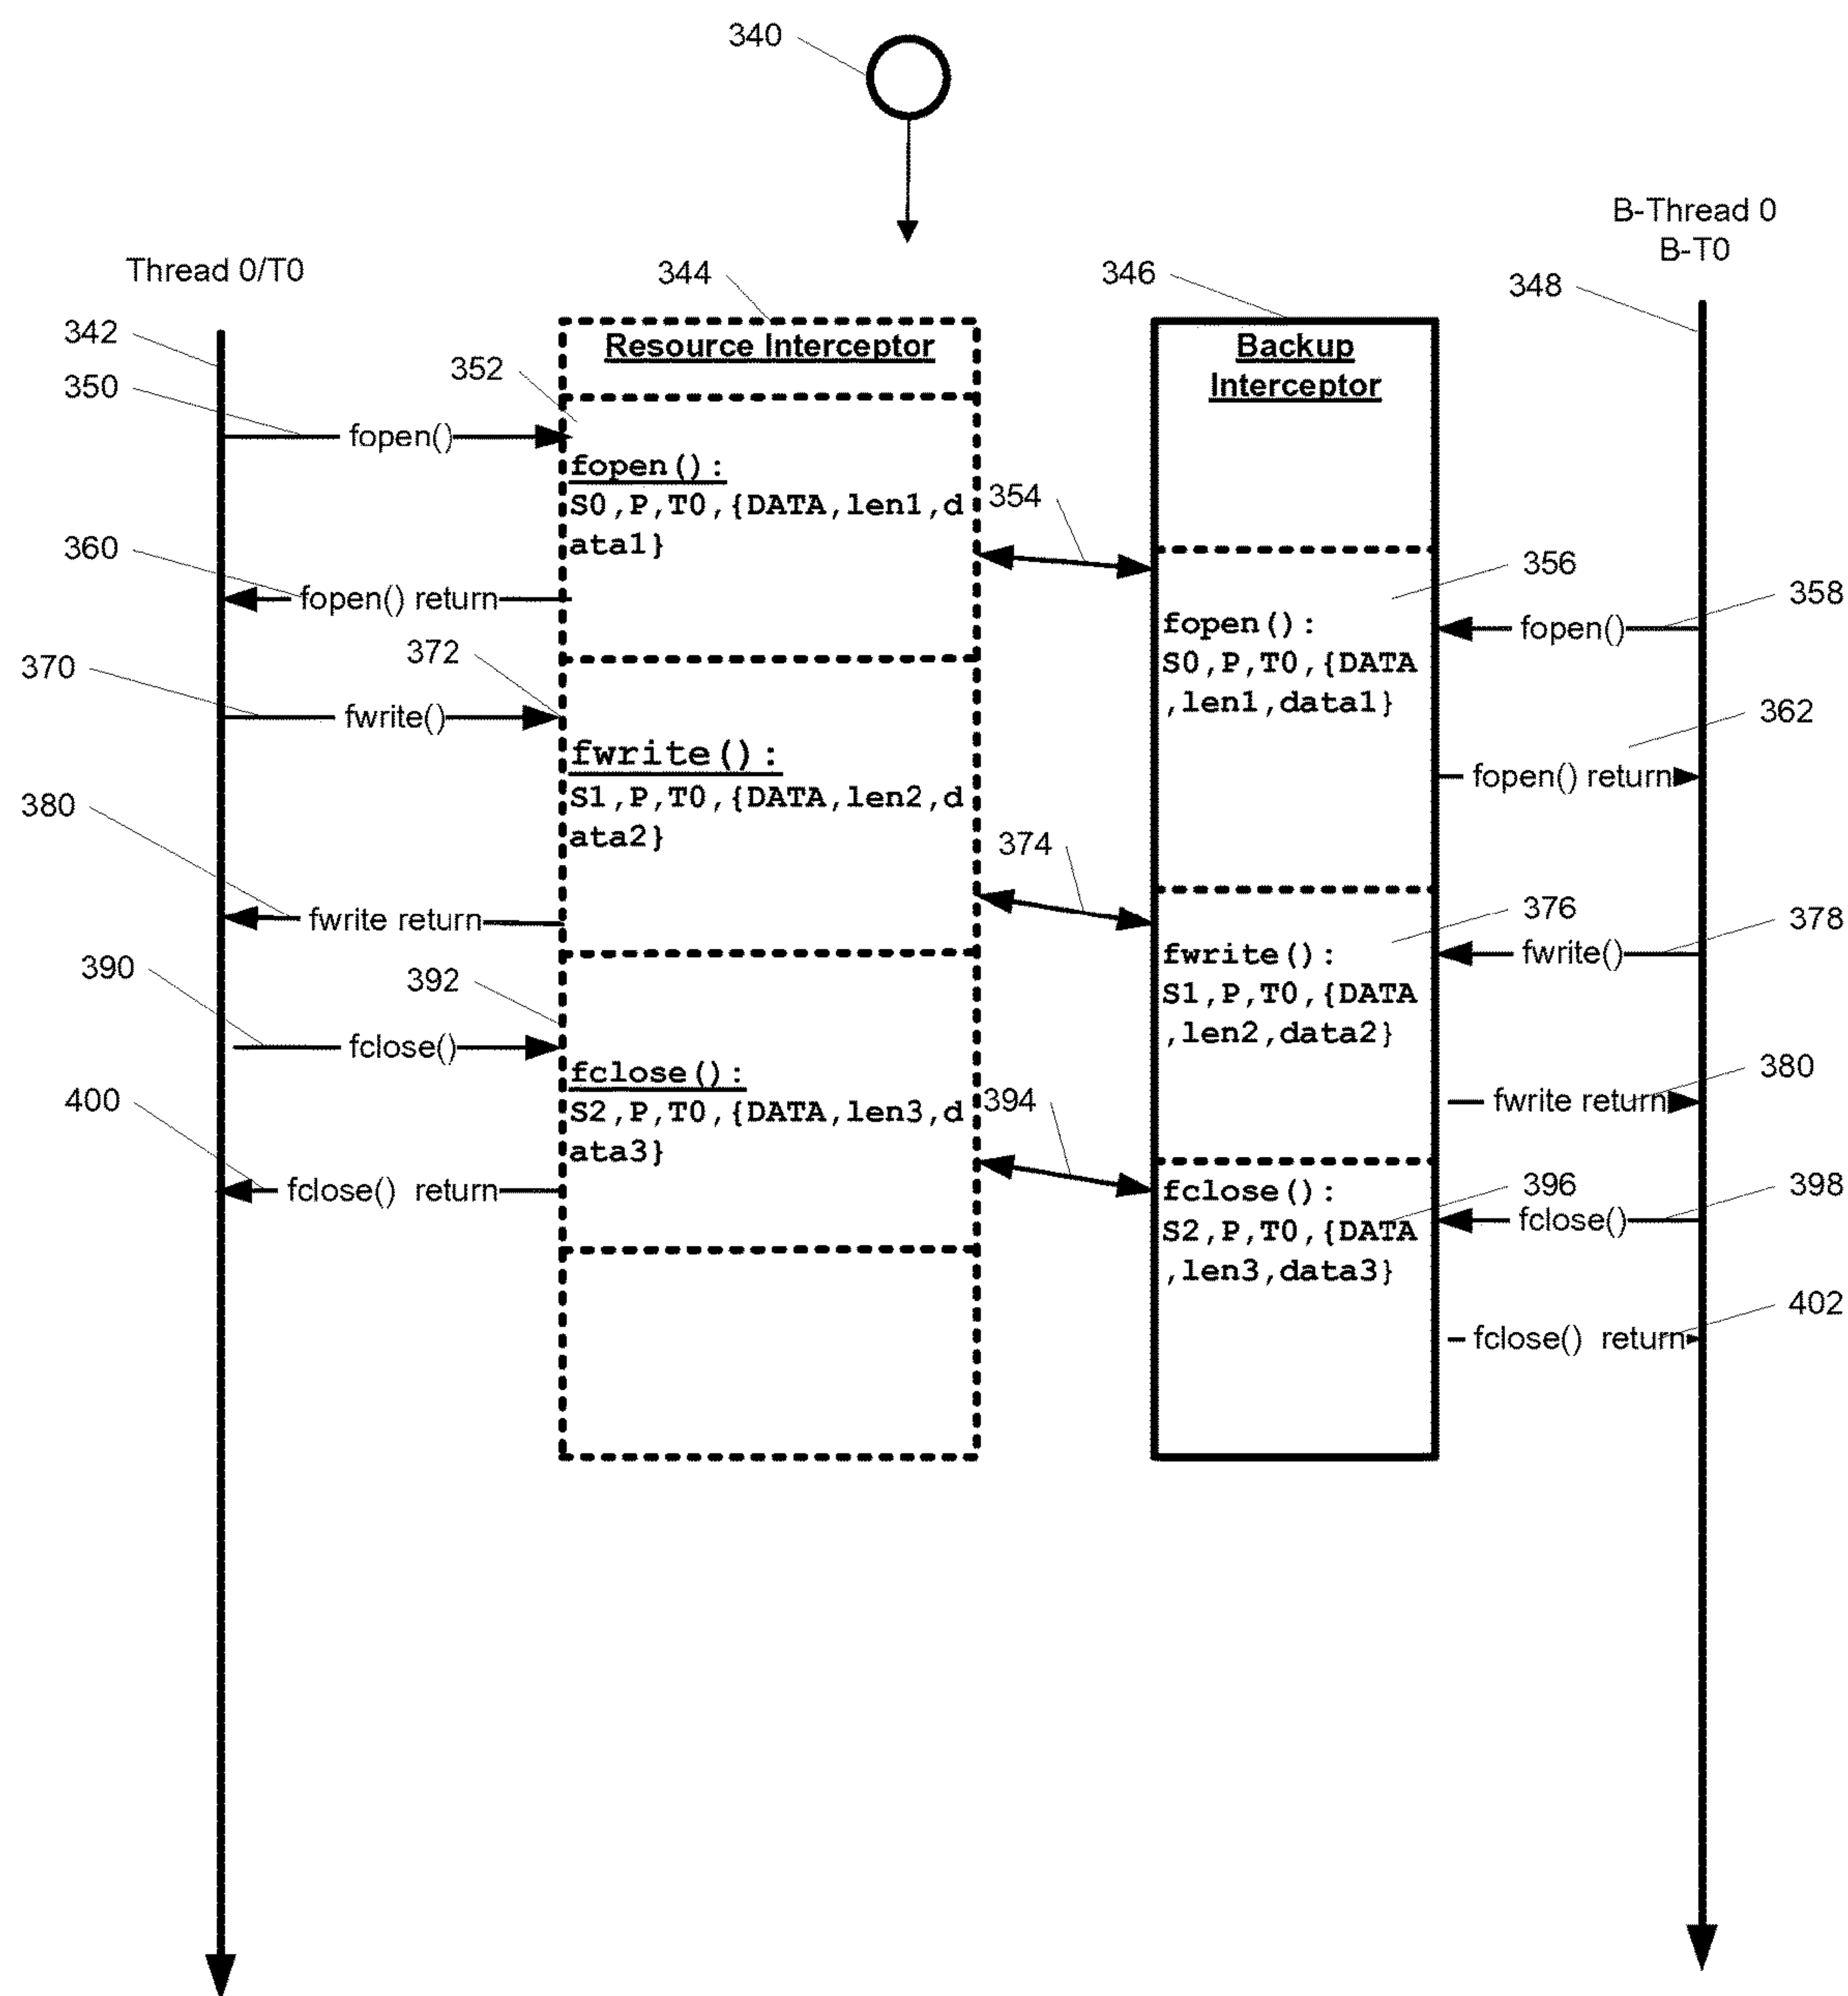 340
B-Thread 0
B-T0
Thread 0/T0
344
346
348
342
Resource Interceptor
Backup
Interceptor
352
350
fopen()
fopen():
S0,P,T0,{DATA,len1,d
ata1}
354
360
fopen() return
356
358
fopen():
S0,P,T0,{DATA
,len1,data1}
fopen()
370
372
fwrite()
362
fopen() return
fwrite():
S1,P,T0,{DATA,len2,d
ata2}
380
374
fwrite return
376
378
fwrite():
S1,P,T0,{DATA
,len2,data2}
fwrite()
390
392
fclose()
380
fwrite return
fclose():
S2,P,T0,{DATA,len3,d
ata3}
400
394
fclose() return
396
398
fclose():
S2,P,T0,{DATA
,len3,data3}
fclose()
402
fclose() return